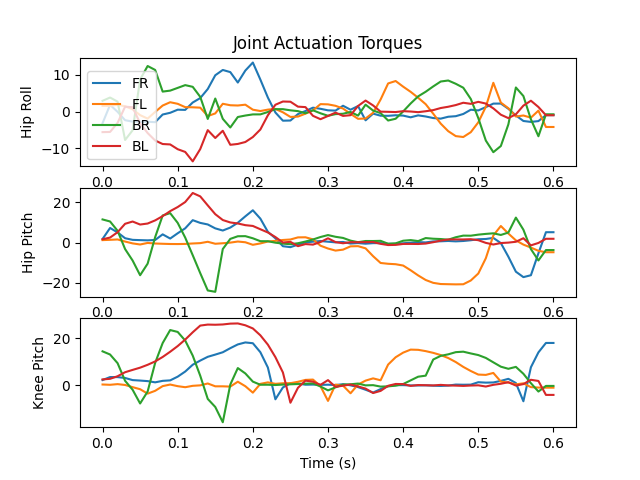 Joint Actuation Torques
Hip Roll
10
0
−10
FR
FL
BR
BL
0.0 0.1 0.2 0.3 0.4 0.5 0.6
Hip Pitch
20
0
−20
0.0 0.1 0.2 0.3 0.4 0.5 0.6
Knee Pitch
20
0
0.0 0.1 0.2 0.3 0.4 0.5 0.6
Time (s)